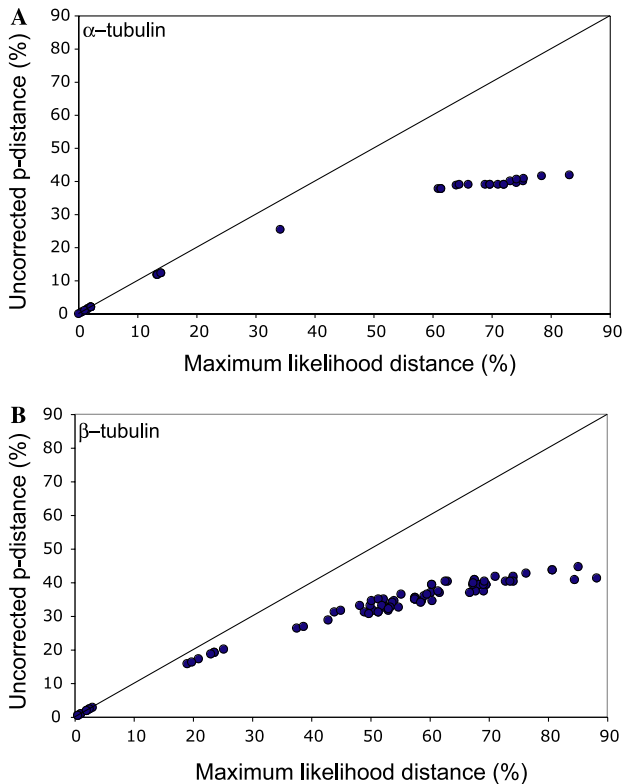 A
α–tubulin
Uncorrected p-distance (%)
90
80
70
60
50
40
30
20
10
0
0 10 20 30 40 50 60 70 80 90
Maximum likelihood distance (%)
B
β–tubulin
Uncorrected p-distance (%)
90
80
70
60
50
40
30
20
10
0
0 10 20 30 40 50 60 70 80 90
Maximum likelihood distance (%)